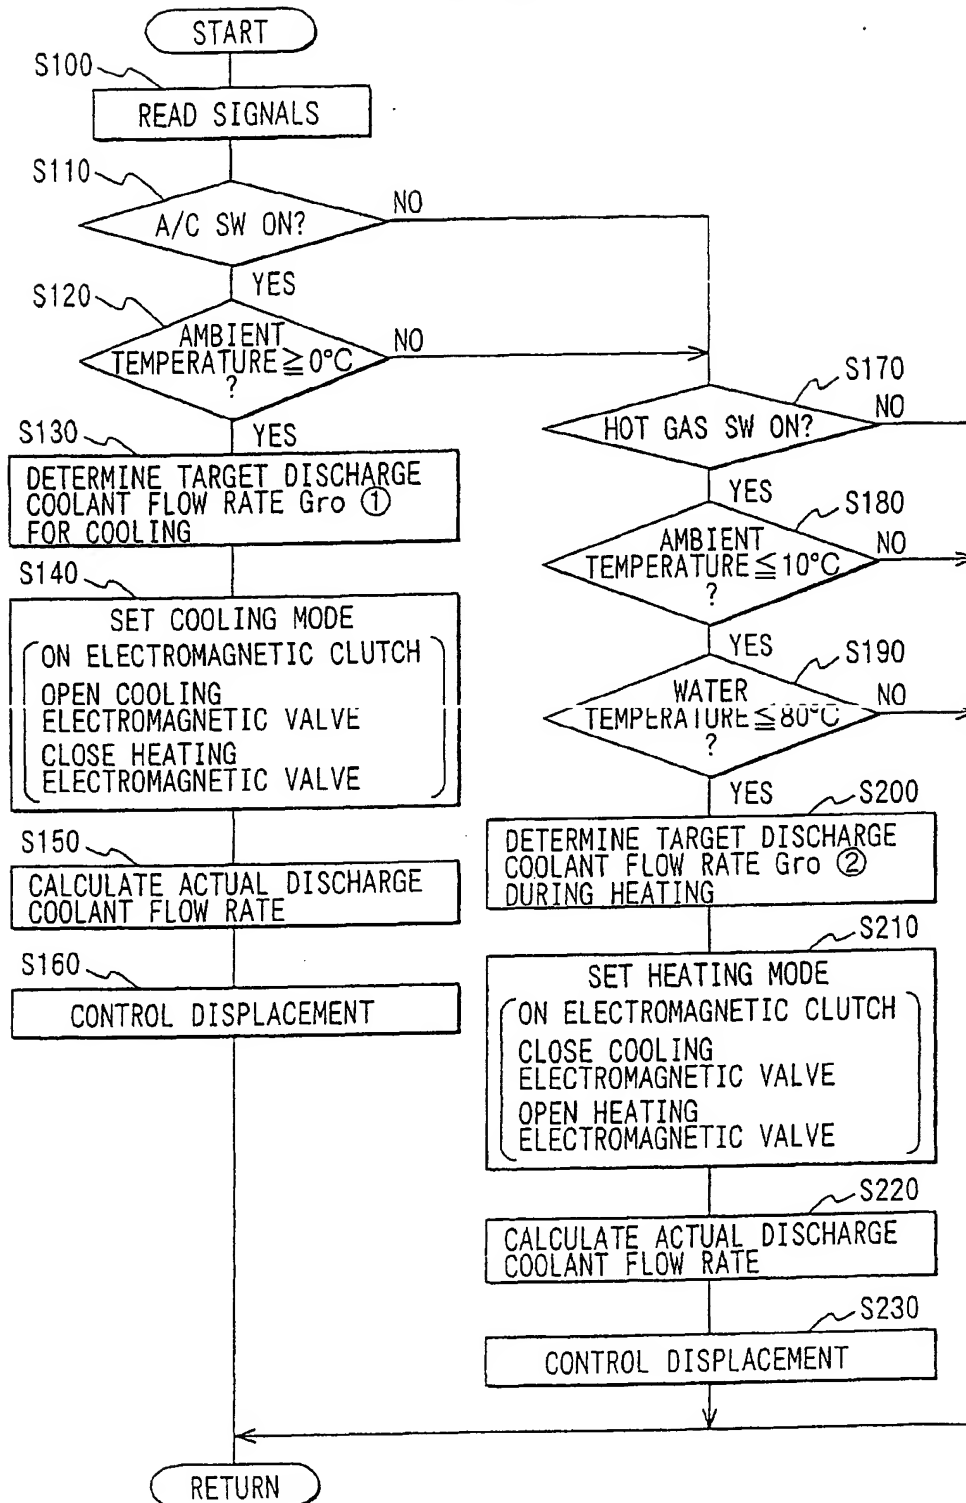 START
S100
READ SIGNALS
S110
A/C SW ON?
NO
YES
S120
AMBIENT
TEMPERATURE≧0°C
?
NO
YES
S130
DETERMINE TARGET DISCHARGE
COOLANT FLOW RATE Gro ①
FOR COOLING
S140
SET COOLING MODE
ON ELECTROMAGNETIC CLUTCH
OPEN COOLING
ELECTROMAGNETIC VALVE
CLOSE HEATING
ELECTROMAGNETIC VALVE
S150
CALCULATE ACTUAL DISCHARGE
COOLANT FLOW RATE
S160
CONTROL DISPLACEMENT
S170
HOT GAS SW ON?
NO
YES
S180
AMBIENT
TEMPERATURE≦10°C
?
NO
YES
S190
WATER
TEMPERATURE≦80°C
?
NO
YES
S200
DETERMINE TARGET DISCHARGE
COOLANT FLOW RATE Gro ②
DURING HEATING
S210
SET HEATING MODE
ON ELECTROMAGNETIC CLUTCH
CLOSE COOLING
ELECTROMAGNETIC VALVE
OPEN HEATING
ELECTROMAGNETIC VALVE
S220
CALCULATE ACTUAL DISCHARGE
COOLANT FLOW RATE
S230
CONTROL DISPLACEMENT
RETURN